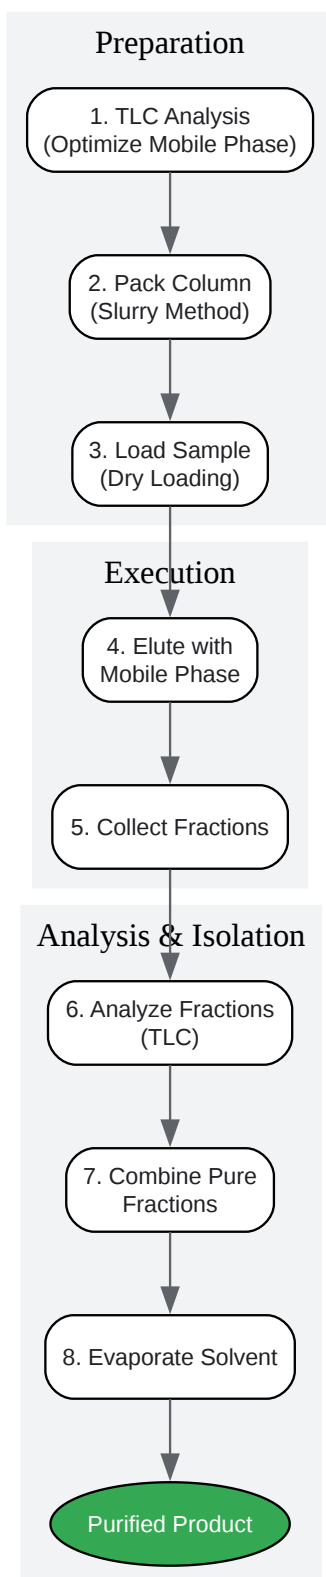 Preparation
1. TLC Analysis
(Optimize Mobile Phase)
2. Pack Column
(Slurry Method)
3. Load Sample
(Dry Loading)
Execution
4. Elute with
Mobile Phase
5. Collect Fractions
Analysis & Isolation
6. Analyze Fractions
(TLC)
7. Combine Pure
Fractions
8. Evaporate Solvent
Purified Product